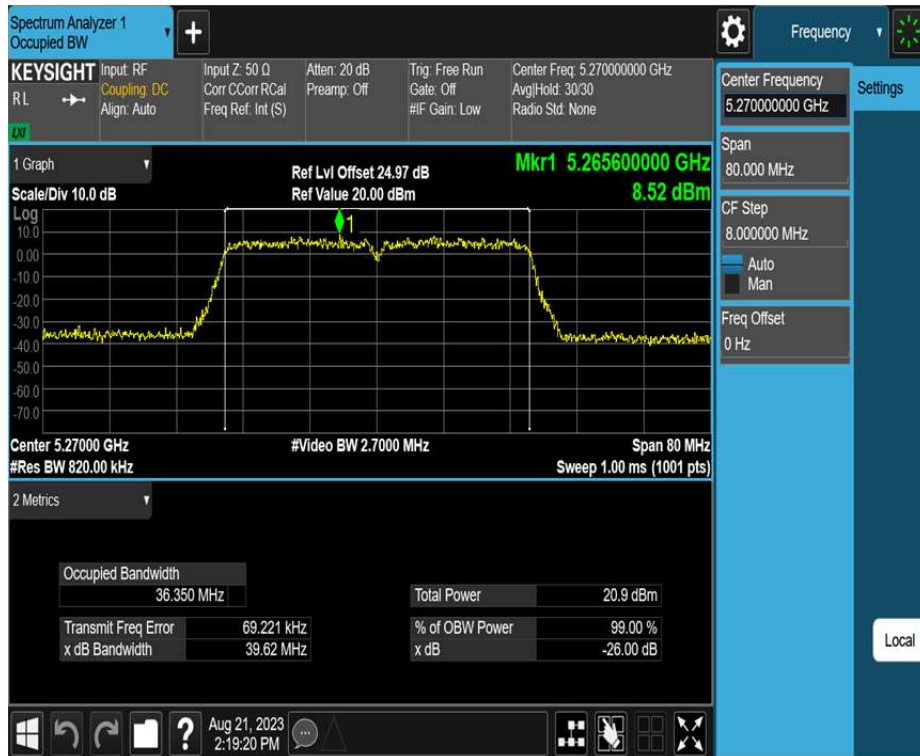 Spectrum Analyzer 1
Occupied BW
+
Frequency
KEYSIGHT
RL
LXI
Input: RF
Coupling: DC
Align: Auto
Input Z: 50 Ω
Corr CCorr RCal
Freq Ref: Int (S)
Atten: 20 dB
Preamp: Off
Trig: Free Run
Gate: Off
#IF Gain: Low
Center Freq: 5.270000000 GHz
Avg|Hold: 30/30
Radio Std: None
Center Frequency
5.270000000 GHz
Settings
Span
80.000 MHz
CF Step
8.000000 MHz
Auto
Man
Freq Offset
0 Hz
1 Graph
Scale/Div 10.0 dB
Ref Lvl Offset 24.97 dB
Ref Value 20.00 dBm
Mkr1 5.265600000 GHz
8.52 dBm
Log
1
10.0
0.00
-10.0
-20.0
-30.0
-40.0
-50.0
-60.0
-70.0
Center 5.27000 GHz
#Video BW 2.7000 MHz
Span 80 MHz
#Res BW 820.00 kHz
Sweep 1.00 ms (1001 pts)
2 Metrics
Occupied Bandwidth
36.350 MHz
Total Power 20.9 dBm
Transmit Freq Error 69.221 kHz
% of OBW Power 99.00 %
x dB Bandwidth 39.62 MHz
x dB -26.00 dB
Local
?
Aug 21, 2023
2:19:20 PM